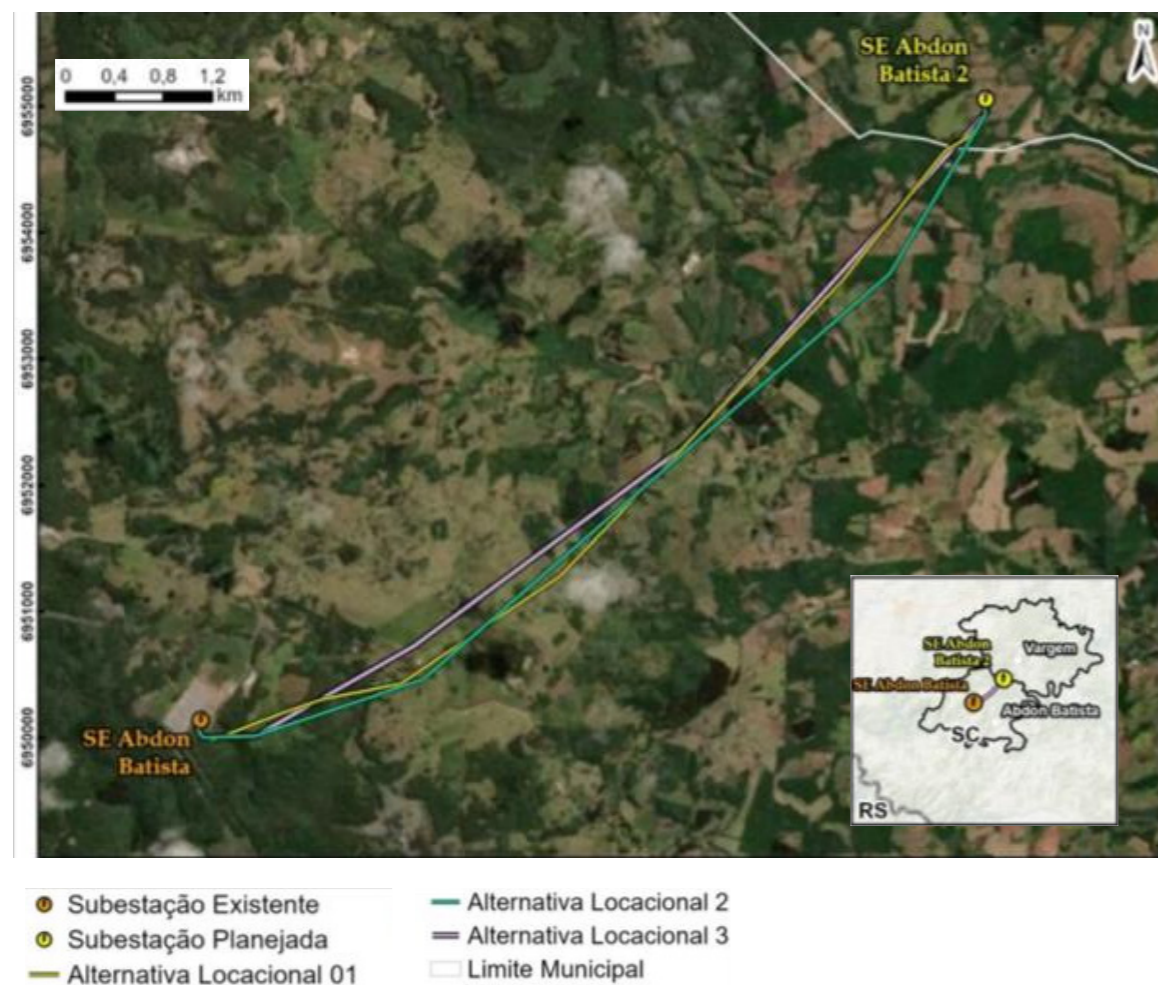 N
SE Abdon
Batista 2
0 0,4 0,8 1,2
km
6955000
6954000
6953000
6952000
6951000
6950000
SE Abdon
Batista
SE Abdon
Batista 2
Vargem
SE Abdon Batista
Abdon Batista
SC
RS
Subestação Existente
Subestação Planejada
Alternativa Locacional 01
Alternativa Locacional 2
Alternativa Locacional 3
Limite Municipal